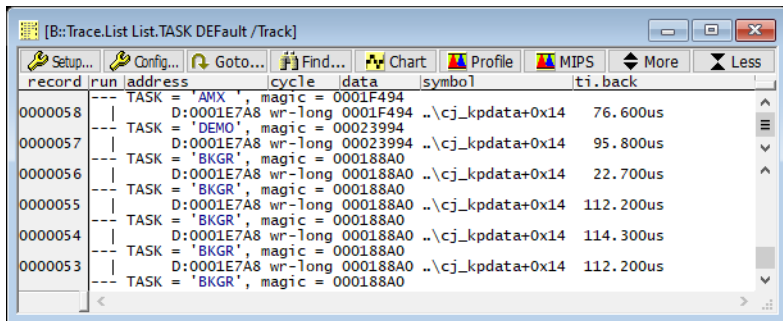 [B::Trace.List List.TASK DEFault /Track]
Setup... Config... Goto... Find... Chart Profile MIPS More Less
record run address cycle data symbol ti.back
--- TASK = 'AMX ', magic = 0001F494
0000058 | D:0001E7A8 wr-long 0001F494 ..\cj_kpdata+0x14 76.600us
--- TASK = 'DEMO', magic = 00023994
0000057 | D:0001E7A8 wr-long 00023994 ..\cj_kpdata+0x14 95.800us
--- TASK = 'BKGR', magic = 000188A0
0000056 | D:0001E7A8 wr-long 000188A0 ..\cj_kpdata+0x14 22.700us
--- TASK = 'BKGR', magic = 000188A0
0000055 | D:0001E7A8 wr-long 000188A0 ..\cj_kpdata+0x14 112.200us
--- TASK = 'BKGR', magic = 000188A0
0000054 | D:0001E7A8 wr-long 000188A0 ..\cj_kpdata+0x14 114.300us
--- TASK = 'BKGR', magic = 000188A0
0000053 | D:0001E7A8 wr-long 000188A0 ..\cj_kpdata+0x14 112.200us
--- TASK = 'BKGR', magic = 000188A0